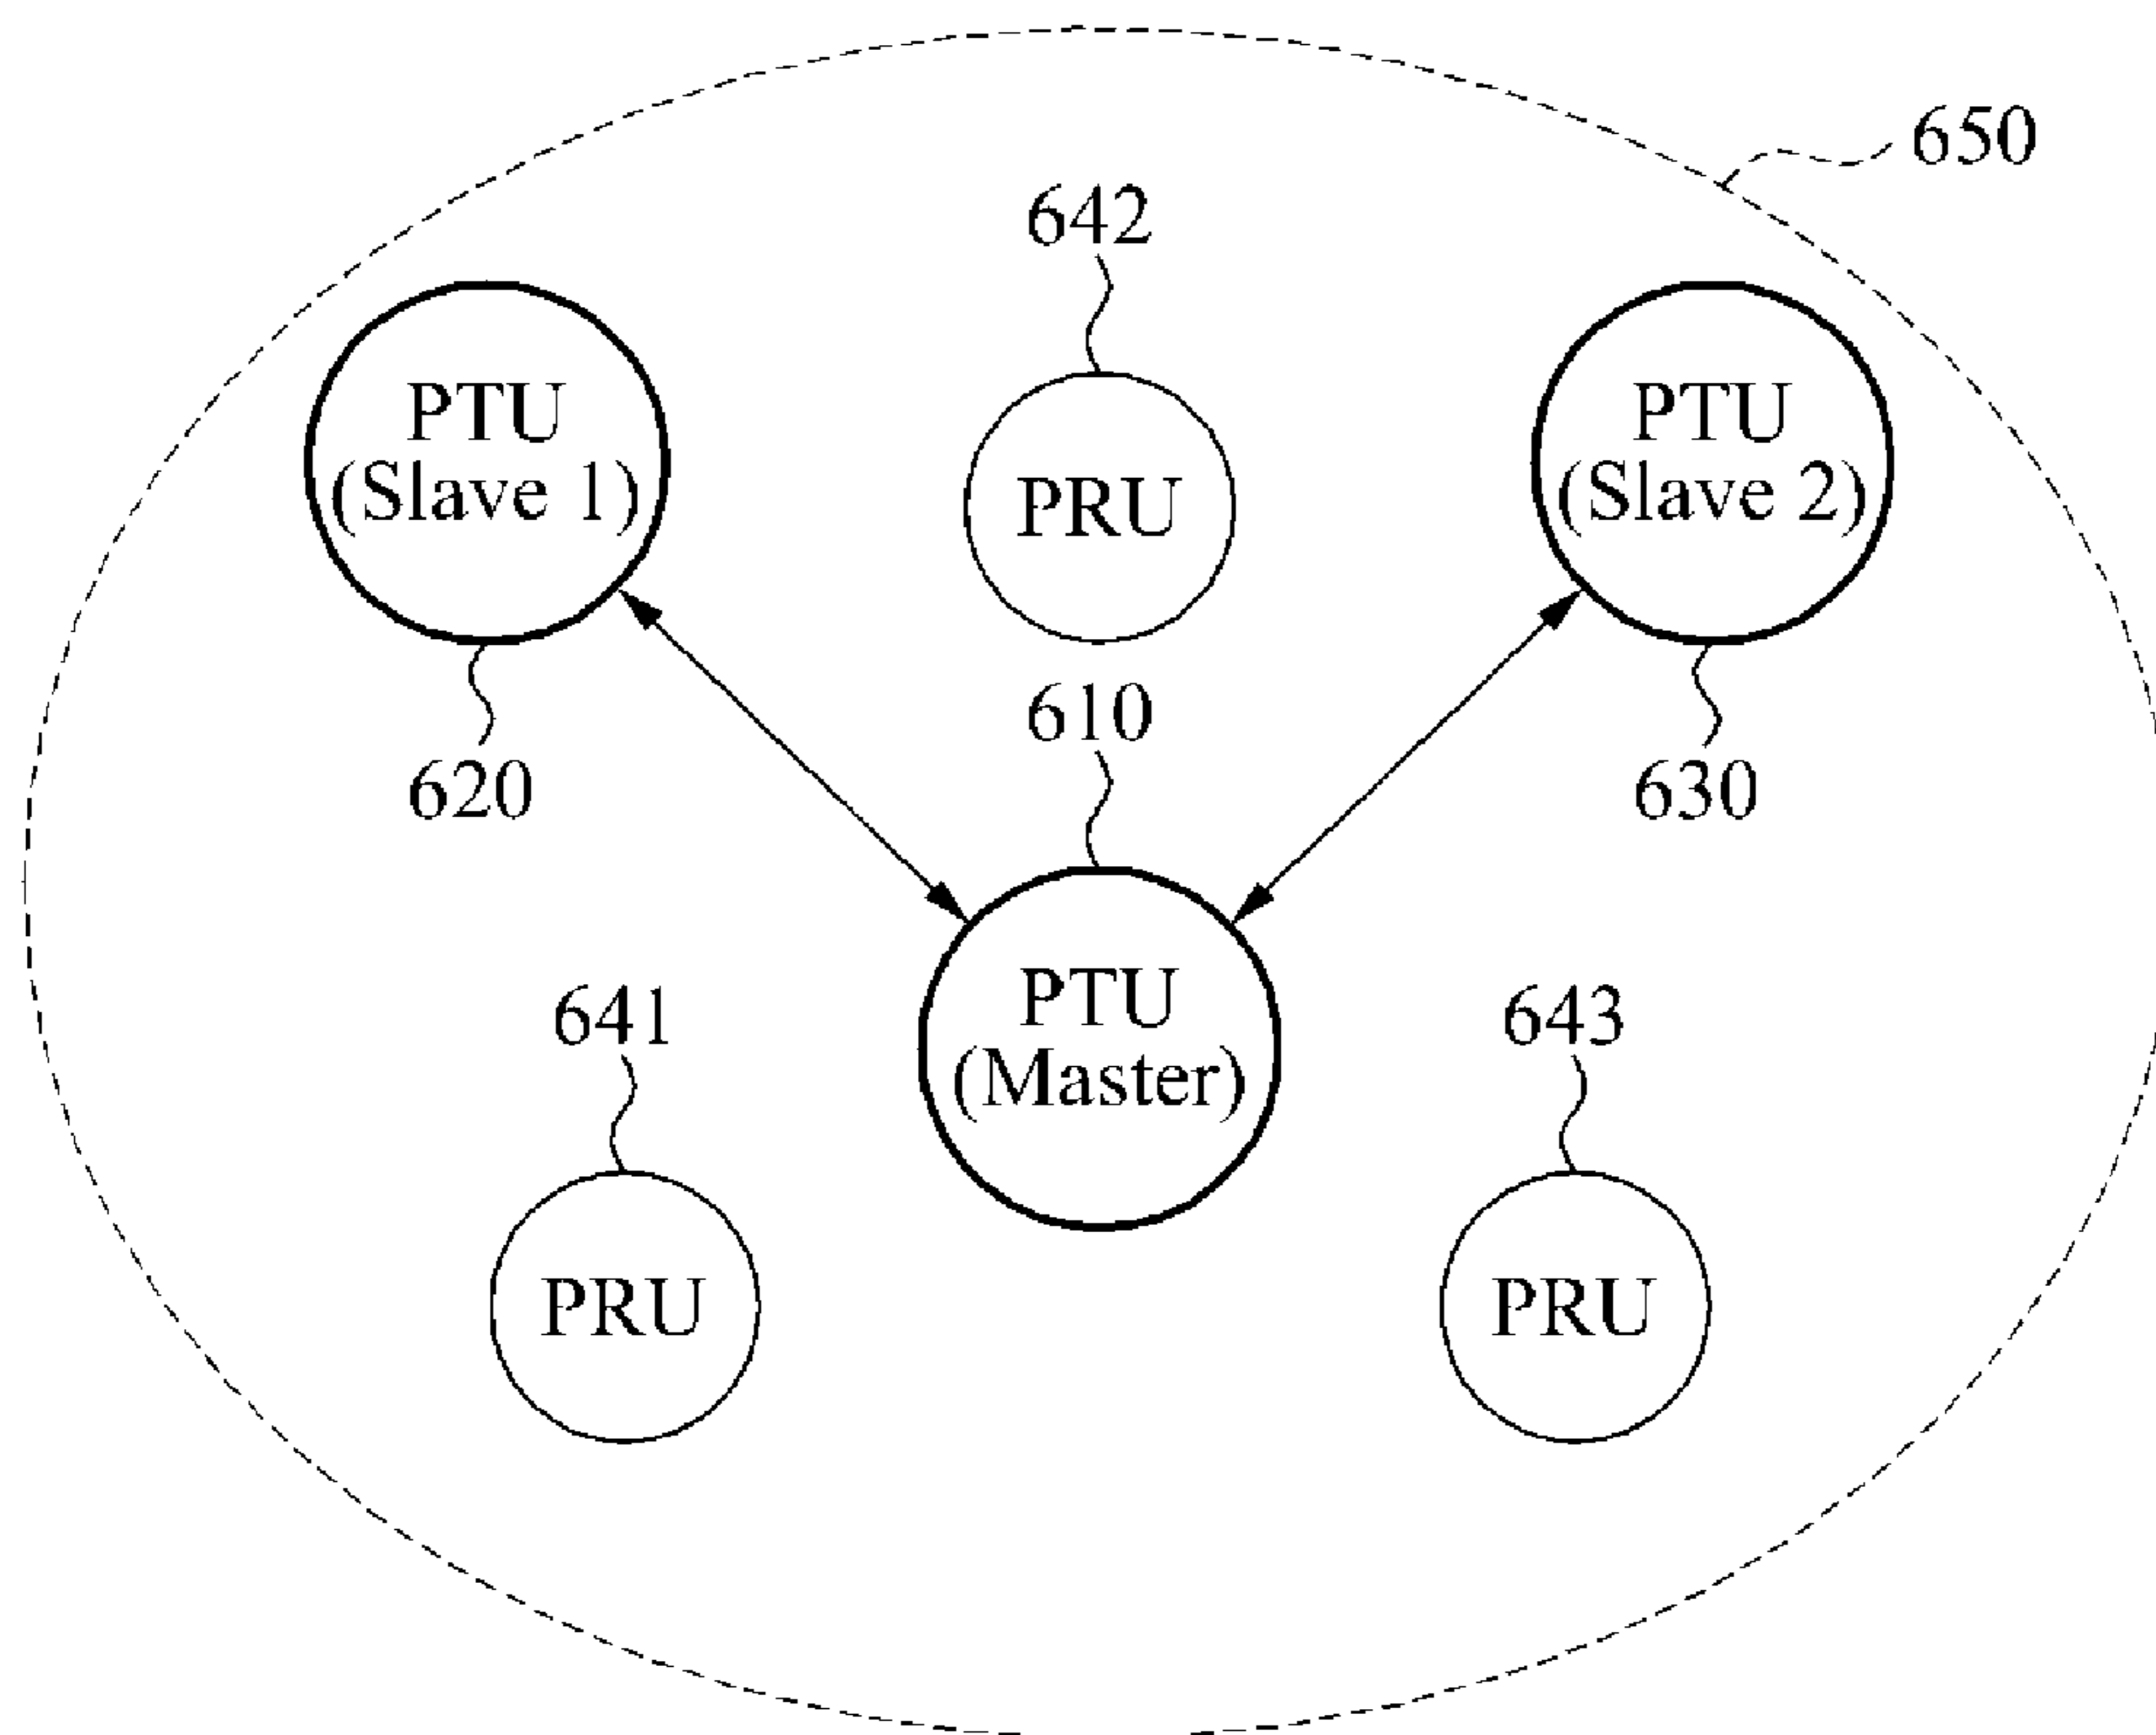 650
642
PTU
(Slave 1)
PRU
PTU
(Slave 2)
610
620
630
PTU
(Master)
641
643
PRU
PRU